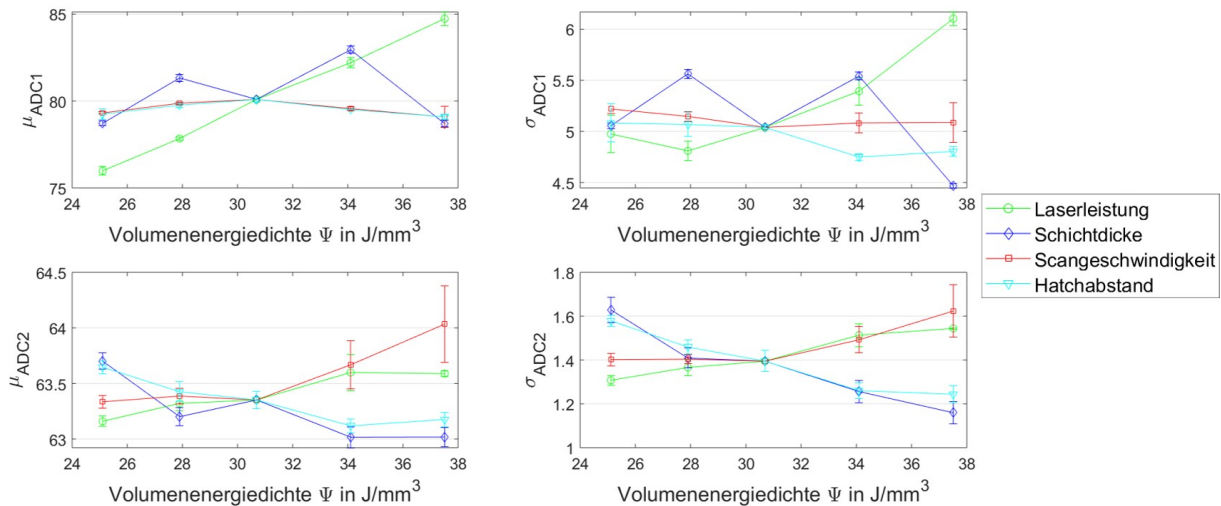 85
80
75
μADC1
24 26 28 30 32 34 36 38
Volumenenergiedichte Ψ in J/mm³
6
5.5
5
4.5
σADC1
24 26 28 30 32 34 36 38
Volumenenergiedichte Ψ in J/mm³
Laserleistung
Schichtdicke
Scangeschwindigkeit
Hatchabstand
64.5
64
63.5
63
μADC2
24 26 28 30 32 34 36 38
Volumenenergiedichte Ψ in J/mm³
1.8
1.6
1.4
1.2
1
σADC2
24 26 28 30 32 34 36 38
Volumenenergiedichte Ψ in J/mm³